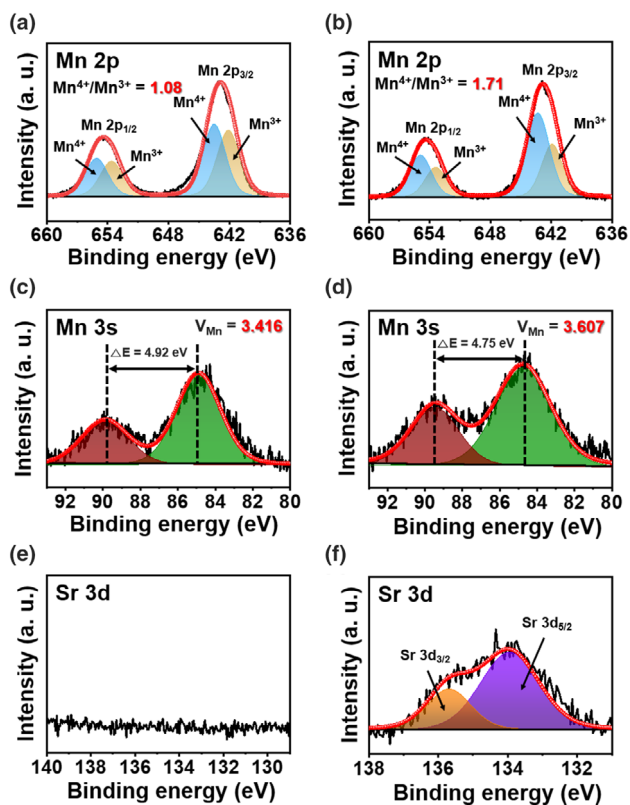 (a)
Mn 2p
Mn⁴⁺/Mn³⁺ = 1.08
Mn 2p₃/₂
Mn⁴⁺
Mn³⁺
Mn 2p₁/₂
Mn⁴⁺
Mn³⁺
Intensity (a. u.)
660 654 648 642 636
Binding energy (eV)
(b)
Mn 2p
Mn⁴⁺/Mn³⁺ = 1.71
Mn 2p₃/₂
Mn⁴⁺
Mn³⁺
Mn 2p₁/₂
Mn⁴⁺
Mn³⁺
Intensity (a. u.)
660 654 648 642 636
Binding energy (eV)
(c)
Mn 3s
V_Mn = 3.416
△E = 4.92 eV
Intensity (a. u.)
92 90 88 86 84 82 80
Binding energy (eV)
(d)
Mn 3s
V_Mn = 3.607
△E = 4.75 eV
Intensity (a. u.)
92 90 88 86 84 82 80
Binding energy (eV)
(e)
Sr 3d
Intensity (a. u.)
140 138 136 134 132 130
Binding energy (eV)
(f)
Sr 3d
Sr 3d₅/₂
Sr 3d₃/₂
Intensity (a. u.)
138 136 134 132
Binding energy (eV)